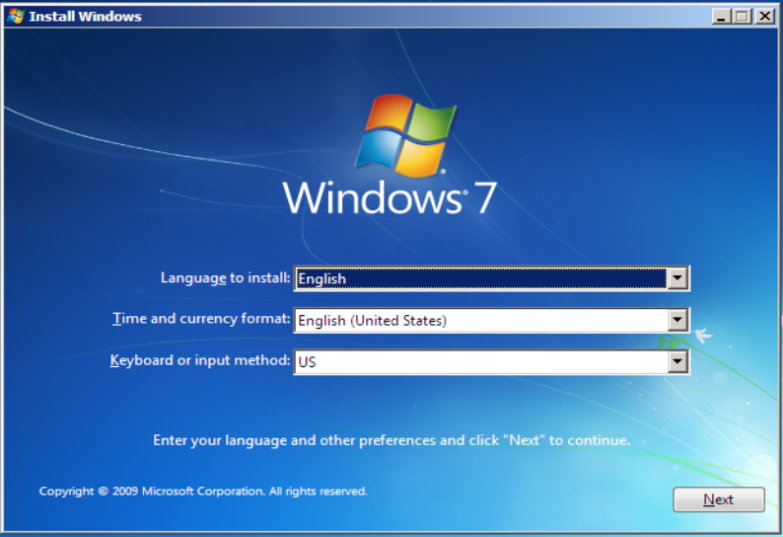 Install Windows
Windows 7
Language to install: English
Time and currency format: English (United States)
Keyboard or input method: US
Enter your language and other preferences and click "Next" to continue.
Copyright © 2009 Microsoft Corporation. All rights reserved.
Next